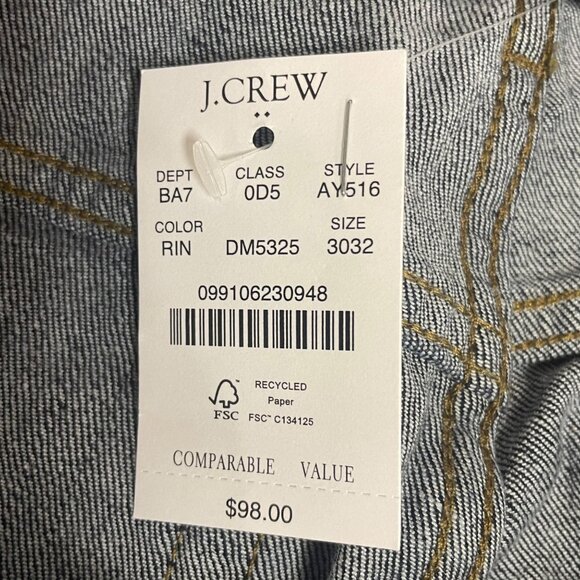 J.CREW
DEPT CLASS STYLE
BA7 0D5 AY516
COLOR SIZE
RIN DM5325 3032
099106230948
RECYCLED
Paper
FSC FSC™ C134125
COMPARABLE VALUE
$98.00